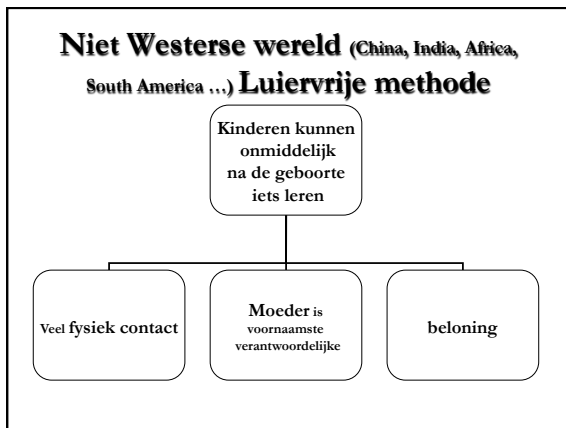 Niet Westerse wereld (China, India, Africa,
South America ...) Luiervrije methode
Kinderen kunnen
onmiddelijk
na de geboorte
iets leren
Veel fysiek contact
Moeder is
voornaamste
verantwoordelijke
beloning